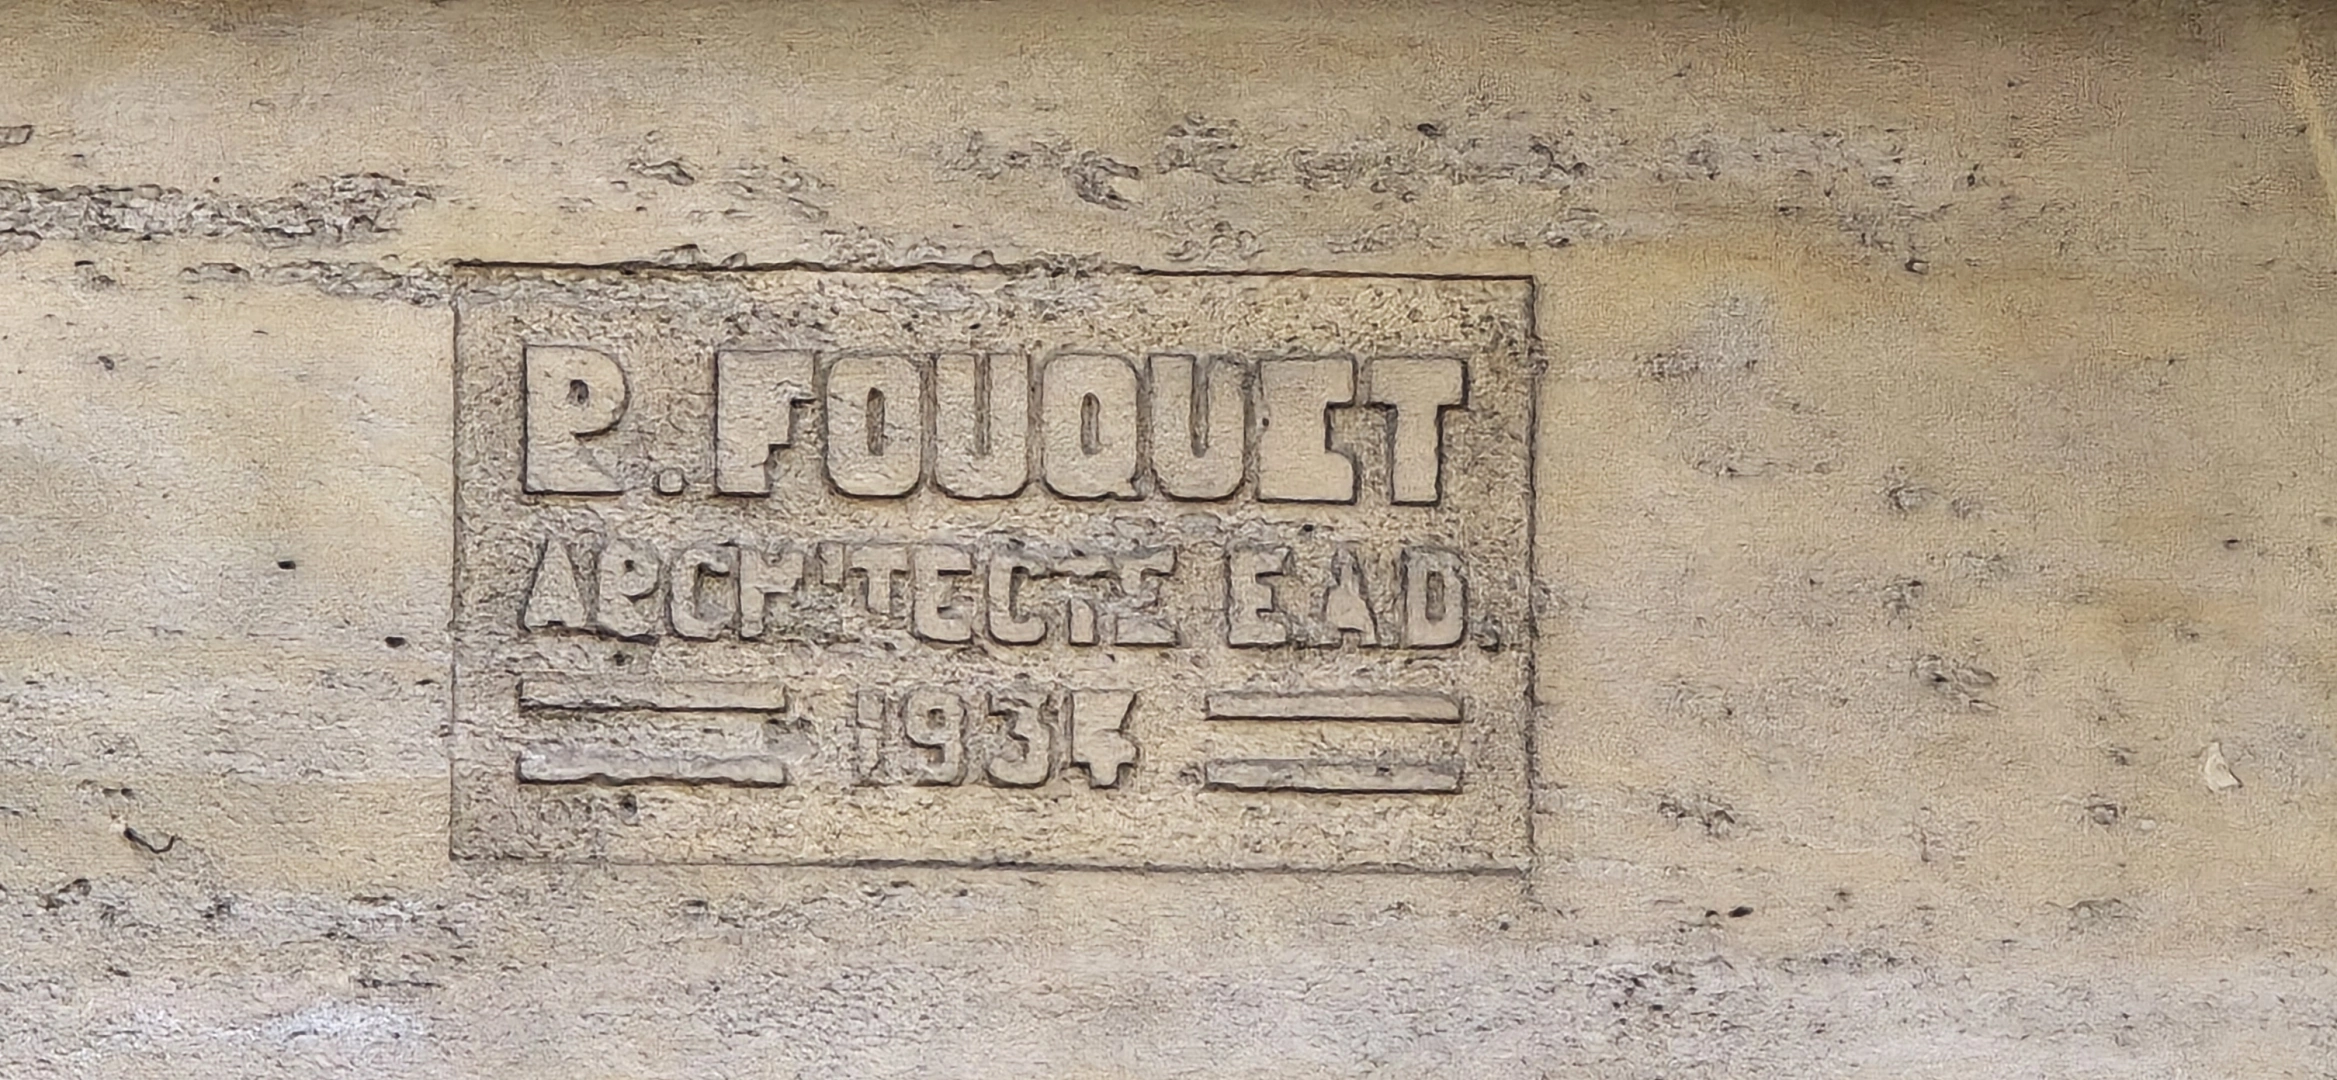 P. FOUQUET
ARCHITECTE E A D.
1934